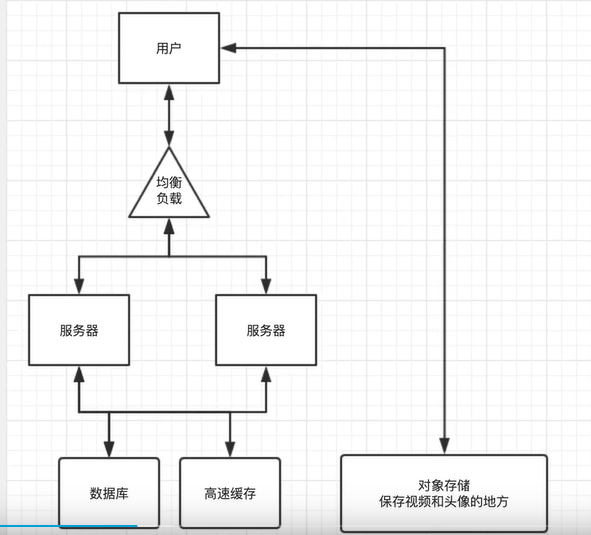 用户
均衡
负载
服务器
服务器
数据库
高速缓存
对象存储
保存视频和头像的地方